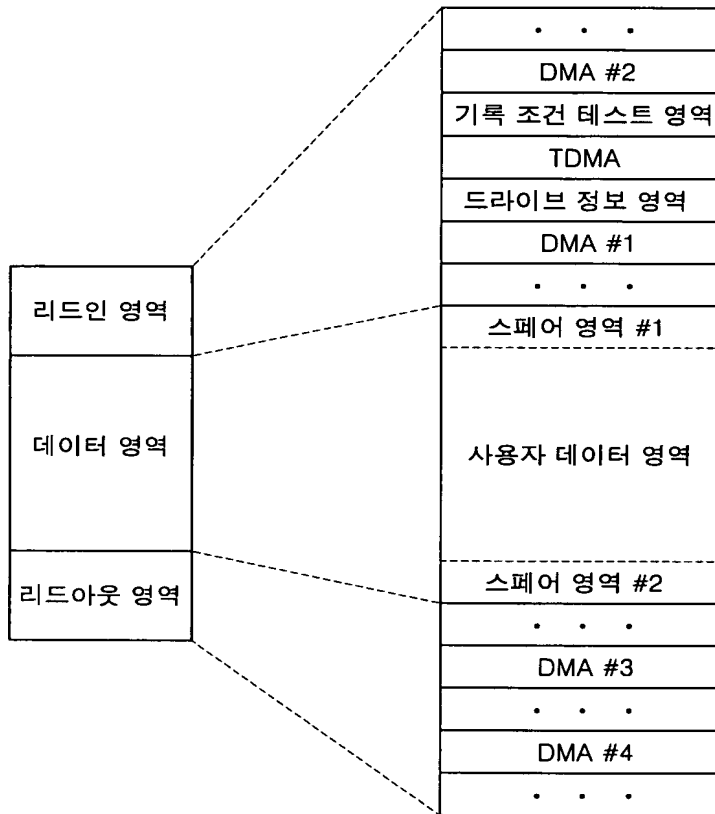 리드인 영역
데이터 영역
리드아웃 영역
· · ·
DMA #2
기록 조건 테스트 영역
TDMA
드라이브 정보 영역
DMA #1
· · ·
스페어 영역 #1
사용자 데이터 영역
스페어 영역 #2
· · ·
DMA #3
· · ·
DMA #4
· · ·